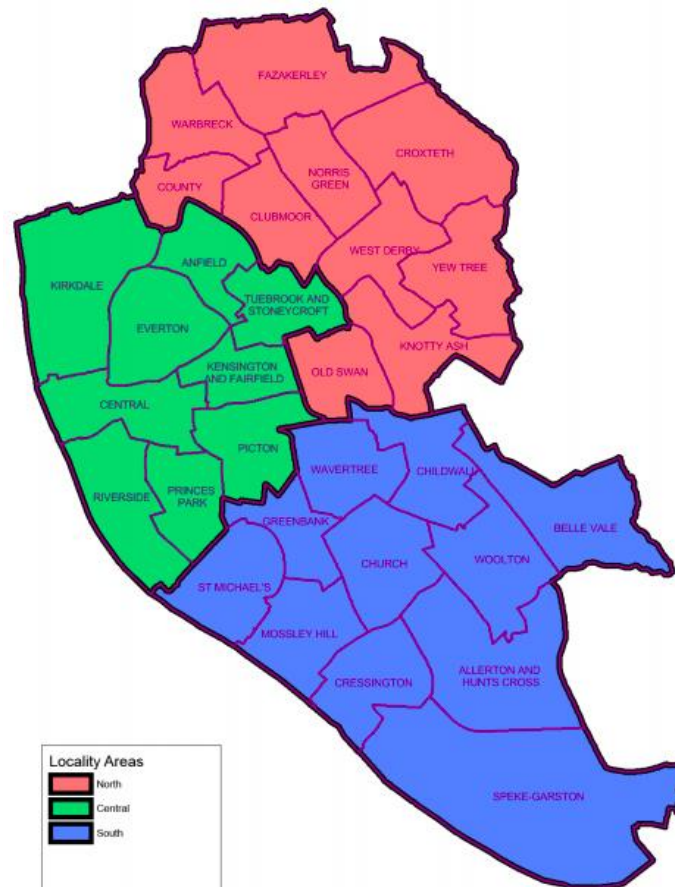 FAZAKERLEY
WARBRECK
CROXTETH
NORRIS
GREEN
COUNTY
CLUBMOOR
WEST DERBY
ANFIELD
YEW TREE
KIRKDALE
TUEBROOK AND
STONEYCROFT
EVERTON
KNOTTY ASH
OLD SWAN
KENSINGTON
AND FAIRFIELD
CENTRAL
PICTON
WAVERTREE
CHILDWALL
RIVERSIDE
PRINCES
PARK
GREENBANK
BELLE VALE
CHURCH
WOOLTON
ST MICHAEL'S
MOSSLEY HILL
ALLERTON AND
HUNTS CROSS
CRESSINGTON
SPEKE-GARSTON
Locality Areas
North
Central
South